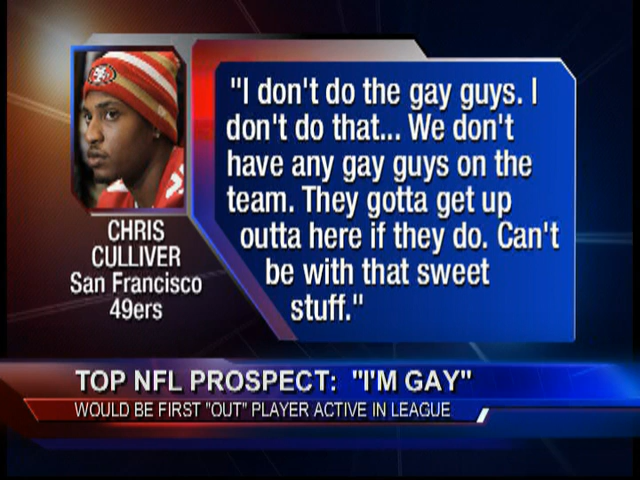 "I don't do the gay guys. I
don't do that... We don't
have any gay guys on the
team. They gotta get up
outta here if they do. Can't
be with that sweet
stuff."
CHRIS
CULLIVER
San Francisco
49ers
TOP NFL PROSPECT: "I'M GAY"
WOULD BE FIRST "OUT" PLAYER ACTIVE IN LEAGUE